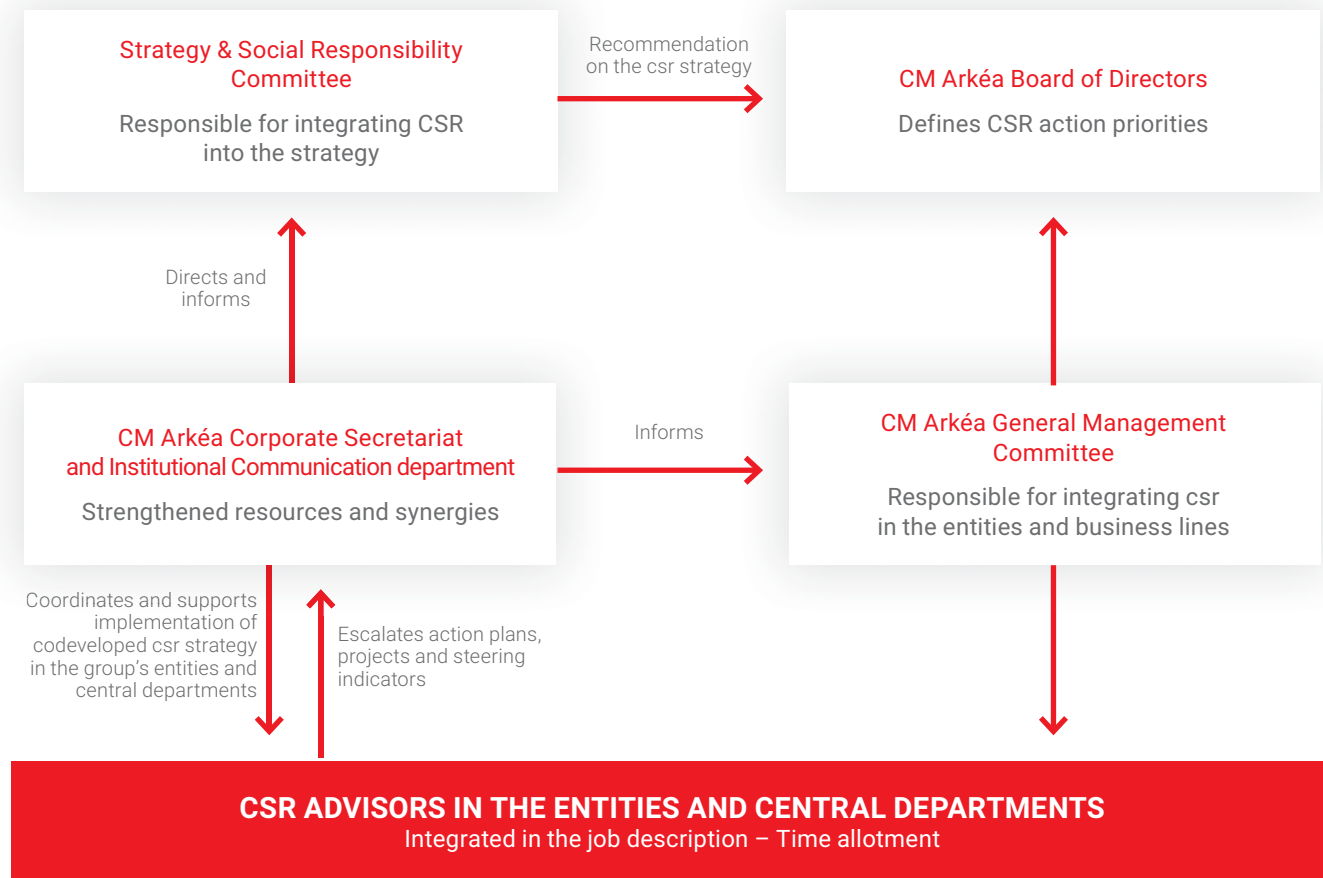 Strategy & Social Responsibility
Committee
Responsible for integrating CSR
into the strategy
Recommendation
on the csr strategy
CM Arkéa Board of Directors
Defines CSR action priorities
Directs and
informs
CM Arkéa Corporate Secretariat
and Institutional Communication department
Strengthened resources and synergies
Informs
CM Arkéa General Management
Committee
Responsible for integrating csr
in the entities and business lines
Coordinates and supports
implementation of
codeveloped csr strategy
in the group's entities and
central departments
Escalates action plans,
projects and steering
indicators
CSR ADVISORS IN THE ENTITIES AND CENTRAL DEPARTMENTS
Integrated in the job description – Time allotment